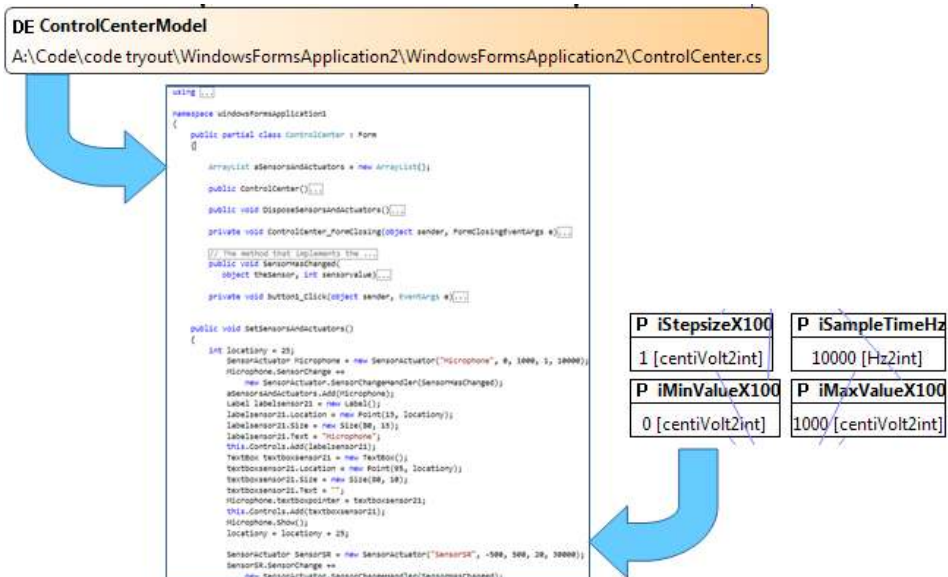 DE ControlCenterModel
A:\Code\code tryout\WindowsFormsApplication2\WindowsFormsApplication2\ControlCenter.cs
using ...
namespace windowsFormsApplication1
{
public partial class ControlCenter : Form
{
ArrayList aSensorsAndActuators = new ArrayList();
public ControlCenter()...
public void DisposeSensorsAndActuators()...
private void ControlCenter_FormClosing(object sender, FormClosingEventArgs e)...
// The method that implements the ...
public void SensorHasChanged(
object theSensor, int sensorvalue)...
private void button1_Click(object sender, EventArgs e)...
public void SetSensorsAndActuators()
{
int locationy = 25;
SensorActuator Microphone = new SensorActuator("Microphone", 0, 1000, 1, 10000);
Microphone.SensorChange +=
new SensorActuator.SensorChangeHandler(SensorHasChanged);
aSensorsAndActuators.Add(Microphone);
Label labelsensor21 = new Label();
labelsensor21.Location = new Point(15, locationy);
labelsensor21.Size = new Size(80, 15);
labelsensor21.Text = "Microphone";
this.Controls.Add(labelsensor21);
TextBox textboxsensor21 = new TextBox();
textboxsensor21.Location = new Point(95, locationy);
textboxsensor21.Size = new Size(80, 10);
textboxsensor21.Text = "";
Microphone.textboxpointer = textboxsensor21;
this.Controls.Add(textboxsensor21);
Microphone.Show();
locationy = locationy + 25;
SensorActuator SensorSR = new SensorActuator("SensorSR", -500, 500, 20, 30000);
SensorSR.SensorChange +=
new SensorActuator.SensorChangeHandler(SensorHasChanged);
P iStepsizeX100
1 [centiVolt2int]
P iSampleTimeHz
10000 [Hz2int]
P iMinValueX100
0 [centiVolt2int]
P iMaxValueX100
1000 [centiVolt2int]